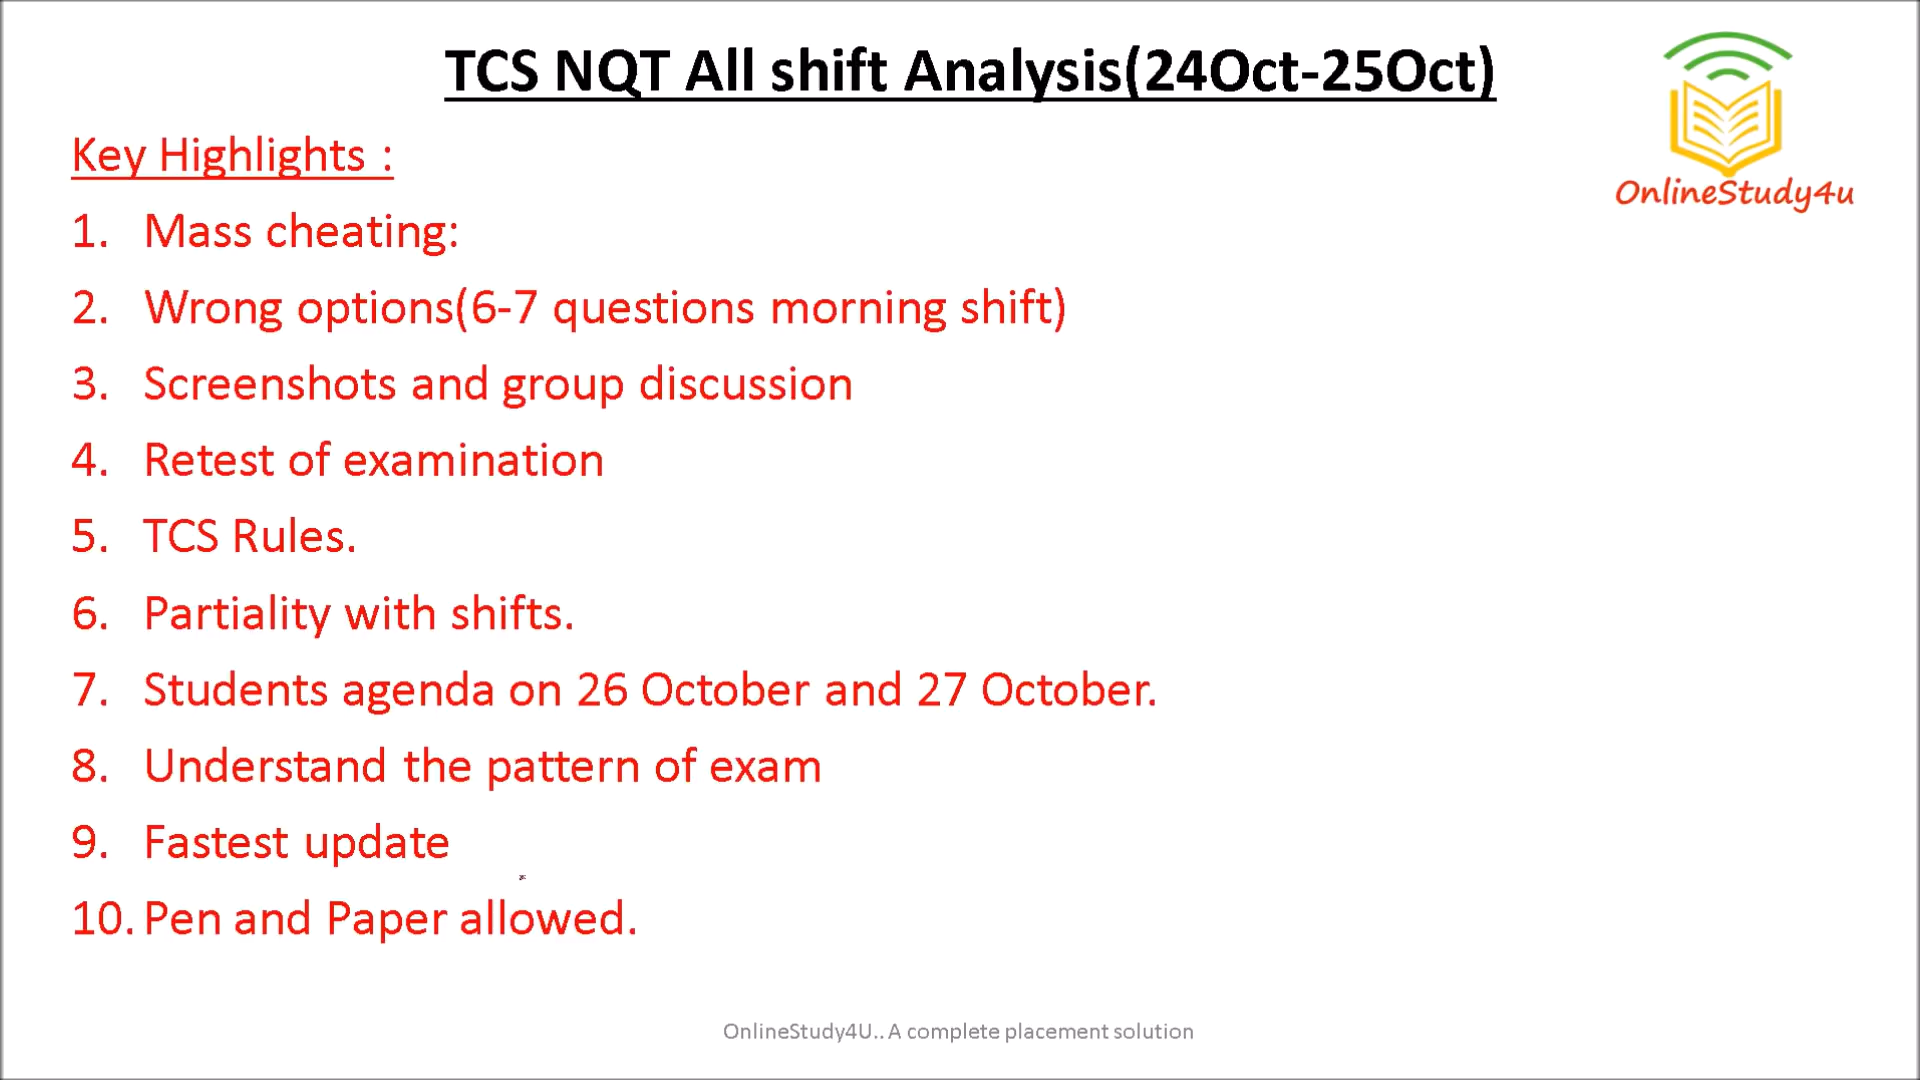 TCS NQT All shift Analysis(24Oct-25Oct)
OnlineStudy4u
Key Highlights :
1. Mass cheating:
2. Wrong options(6-7 questions morning shift)
3. Screenshots and group discussion
4. Retest of examination
5. TCS Rules.
6. Partiality with shifts.
7. Students agenda on 26 October and 27 October.
8. Understand the pattern of exam
9. Fastest update
10. Pen and Paper allowed.
OnlineStudy4U.. A complete placement solution